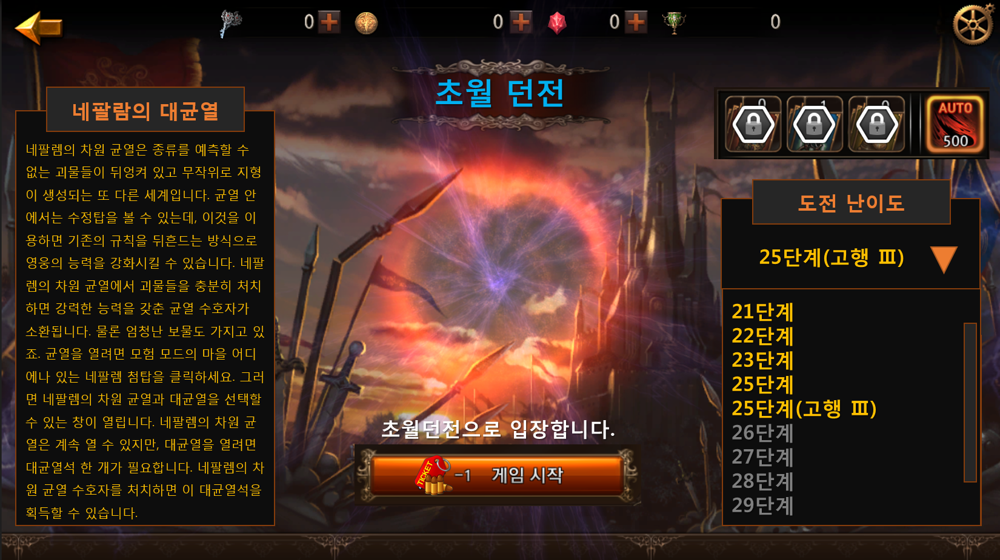 0 0 0 0
초월 던전
네팔람의 대균열
네팔렘의 차원 균열은 종류를 예측할 수
없는 괴물들이 뒤엉켜 있고 무작위로 지형
이 생성되는 또 다른 세계입니다. 균열 안
에서는 수정탑을 볼 수 있는데, 이것을 이
용하면 기존의 규칙을 뒤흔드는 방식으로
영웅의 능력을 강화시킬 수 있습니다. 네팔
렘의 차원 균열에서 괴물들을 충분히 처치
하면 강력한 능력을 갖춘 균열 수호자가
소환됩니다. 물론 엄청난 보물도 가지고 있
죠. 균열을 열려면 모험 모드의 마을 어디
에나 있는 네팔렘 첨탑을 클릭하세요. 그러
면 네팔렘의 차원 균열과 대균열을 선택할
수 있는 창이 열립니다. 네팔렘의 차원 균
열은 계속 열 수 있지만, 대균열을 열려면
대균열석 한 개가 필요합니다. 네팔렘의 차
원 균열 수호자를 처치하면 이 대균열석을
획득할 수 있습니다.
초월던전으로 입장합니다.
TICKET -1 게임 시작
AUTO
500
도전 난이도
25단계(고행 Ⅲ)
21단계
22단계
23단계
25단계
25단계(고행 Ⅲ)
26단계
27단계
28단계
29단계